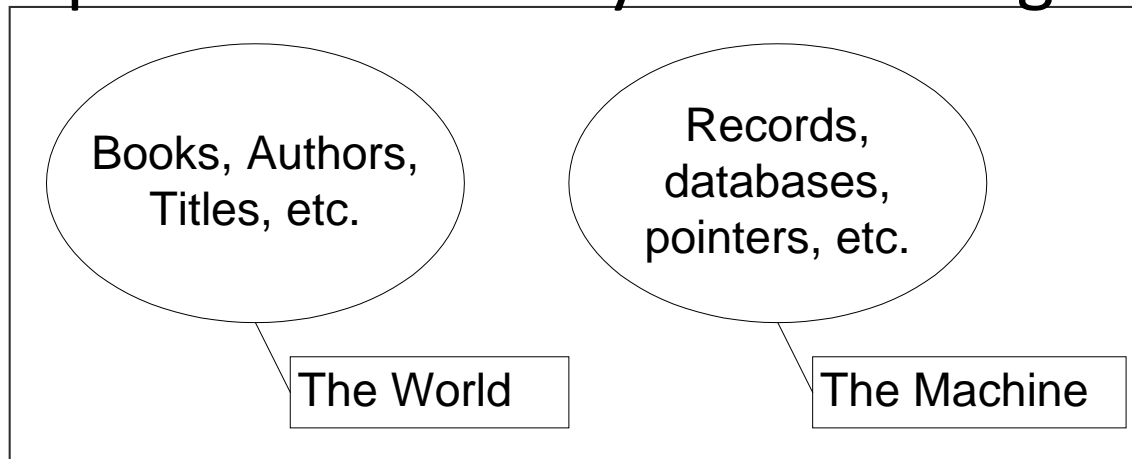 Books, Authors,
Titles, etc.
Records,
databases,
pointers, etc.
The World
The Machine